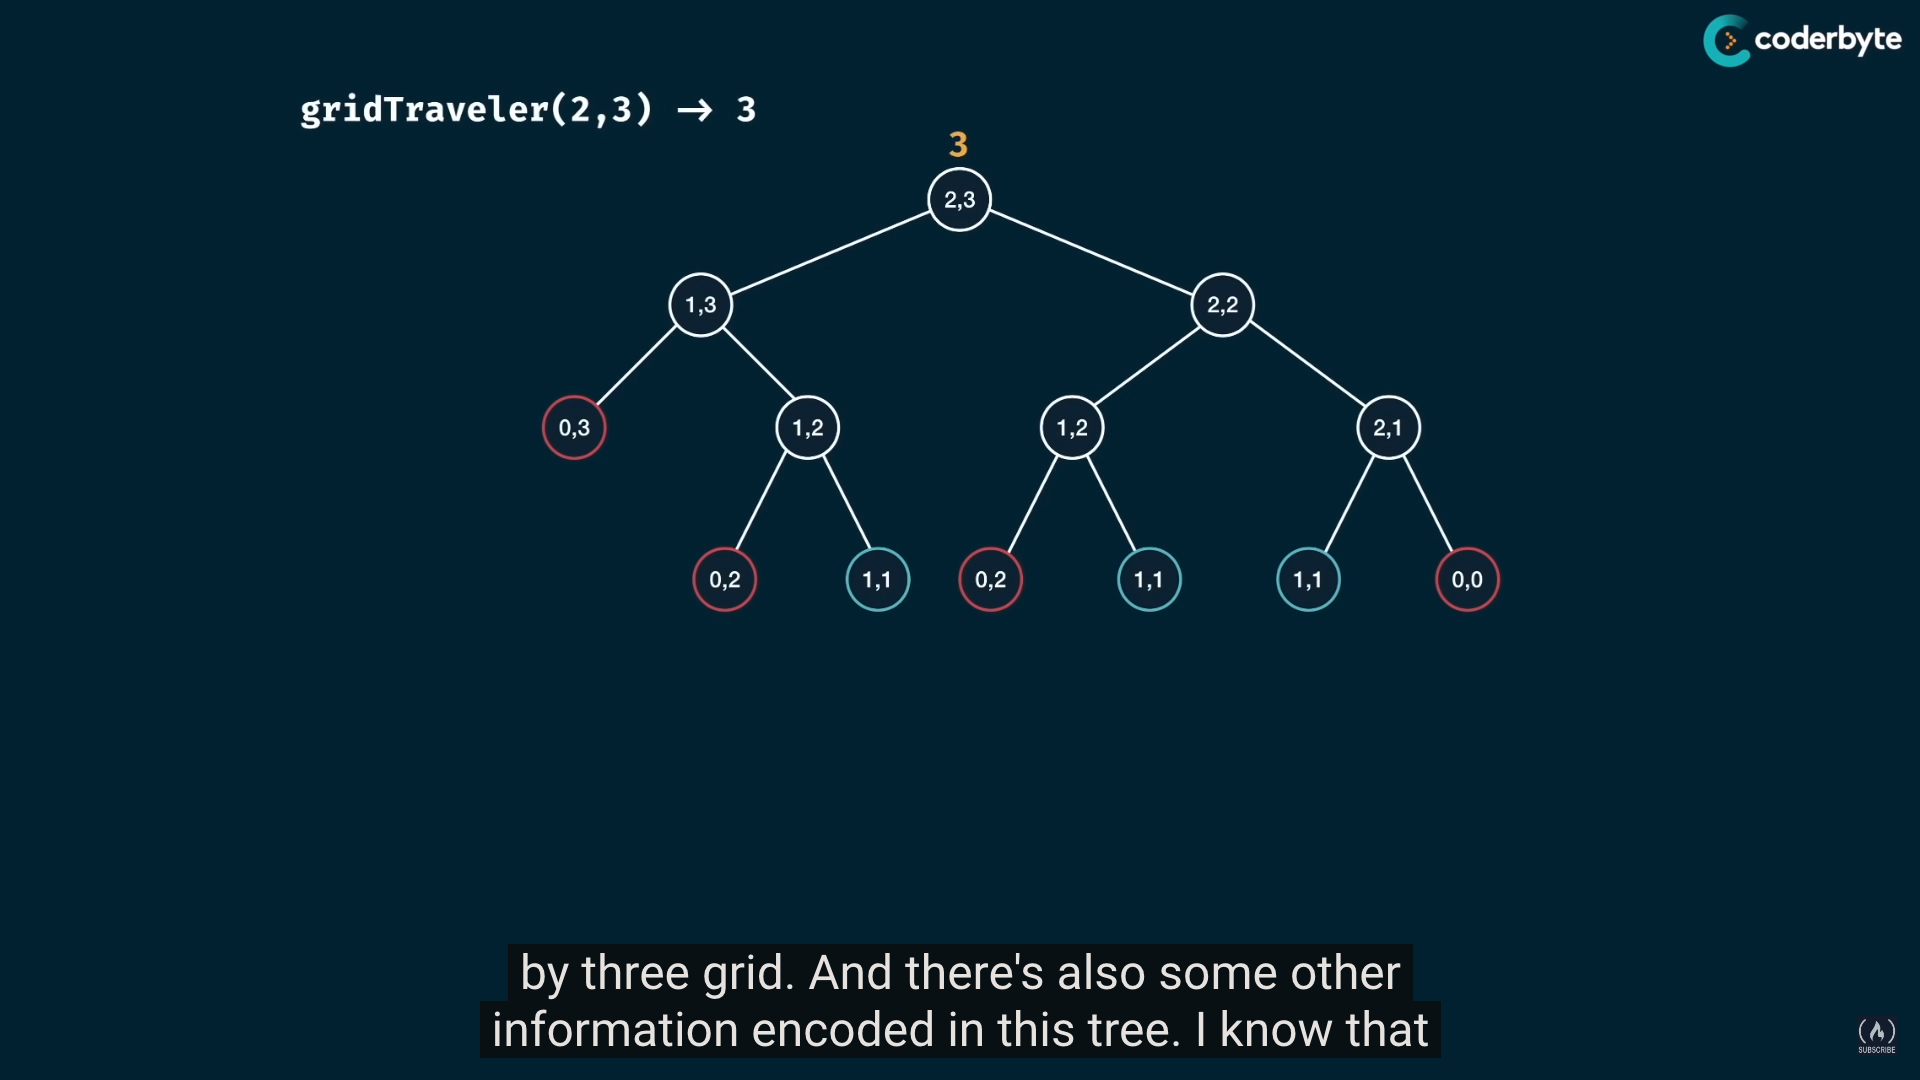 coderbyte
gridTraveler(2,3) → 3
3
2,3
1,3
2,2
0,3
1,2
1,2
2,1
0,2
1,1
0,2
1,1
1,1
0,0
by three grid. And there's also some other
information encoded in this tree. I know that
SUBSCRIBE